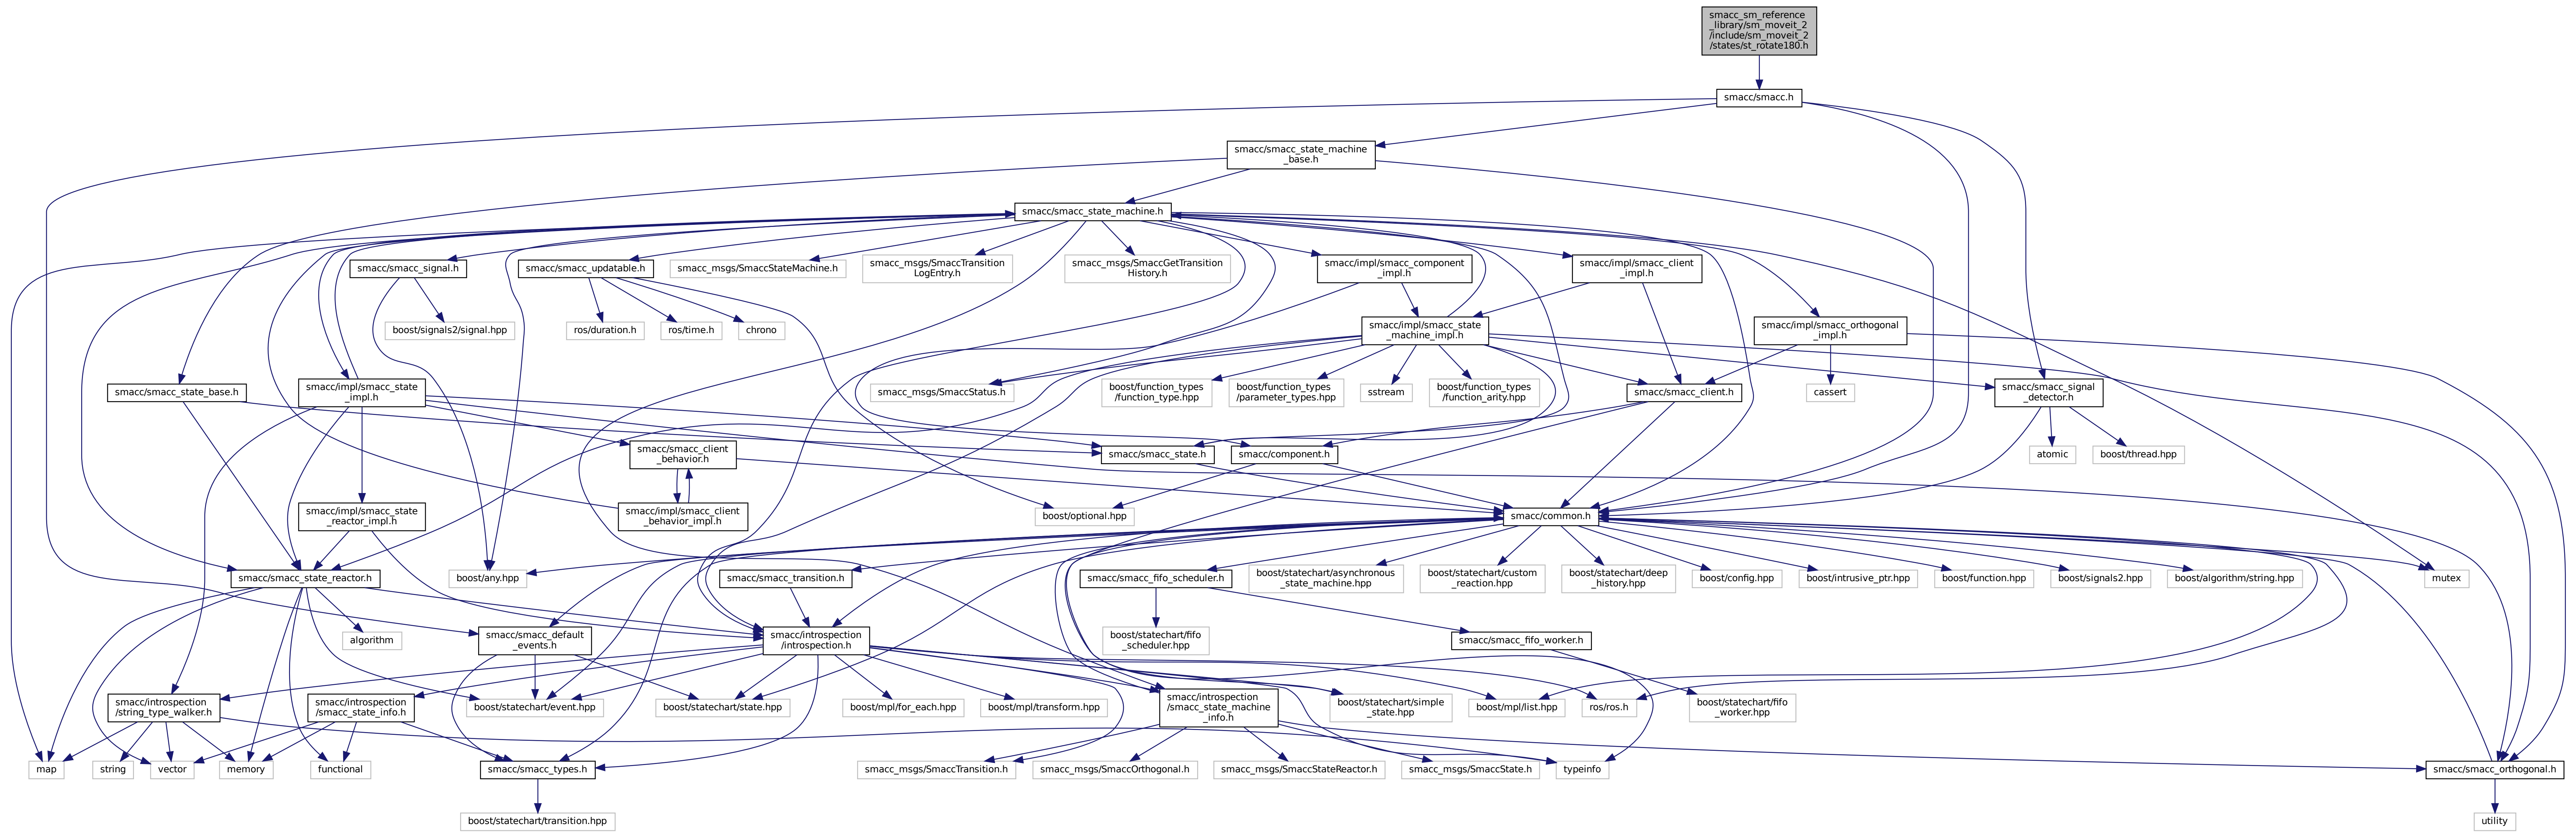 smacc_sm_reference
_library/sm_moveit_2
/include/sm_moveit_2
/states/st_rotate180.h
smacc/smacc.h
smacc/smacc_state_machine
_base.h
smacc/smacc_state_machine.h
smacc/smacc_signal.h
smacc/smacc_updatable.h
smacc_msgs/SmaccStateMachine.h
smacc_msgs/SmaccTransition
LogEntry.h
smacc_msgs/SmaccGetTransition
History.h
smacc/impl/smacc_component
_impl.h
smacc/impl/smacc_client
_impl.h
boost/signals2/signal.hpp
ros/duration.h
ros/time.h
chrono
smacc/impl/smacc_state
_machine_impl.h
smacc/impl/smacc_orthogonal
_impl.h
smacc/smacc_state_base.h
smacc/impl/smacc_state
_impl.h
smacc_msgs/SmaccStatus.h
boost/function_types
/function_type.hpp
boost/function_types
/parameter_types.hpp
sstream
boost/function_types
/function_arity.hpp
smacc/smacc_client.h
cassert
smacc/smacc_signal
_detector.h
smacc/smacc_client
_behavior.h
smacc/smacc_state.h
smacc/component.h
atomic
boost/thread.hpp
smacc/impl/smacc_state
_reactor_impl.h
smacc/impl/smacc_client
_behavior_impl.h
boost/optional.hpp
smacc/common.h
smacc/smacc_state_reactor.h
boost/any.hpp
smacc/smacc_transition.h
smacc/smacc_fifo_scheduler.h
boost/statechart/asynchronous
_state_machine.hpp
boost/statechart/custom
_reaction.hpp
boost/statechart/deep
_history.hpp
boost/config.hpp
boost/intrusive_ptr.hpp
boost/function.hpp
boost/signals2.hpp
boost/algorithm/string.hpp
mutex
algorithm
smacc/smacc_default
_events.h
smacc/introspection
/introspection.h
boost/statechart/fifo
_scheduler.hpp
smacc/smacc_fifo_worker.h
smacc/introspection
/string_type_walker.h
smacc/introspection
/smacc_state_info.h
boost/statechart/event.hpp
boost/statechart/state.hpp
boost/mpl/for_each.hpp
boost/mpl/transform.hpp
smacc/introspection
/smacc_state_machine
_info.h
boost/statechart/simple
_state.hpp
boost/mpl/list.hpp
ros/ros.h
boost/statechart/fifo
_worker.hpp
map
string
vector
memory
functional
smacc/smacc_types.h
smacc_msgs/SmaccTransition.h
smacc_msgs/SmaccOrthogonal.h
smacc_msgs/SmaccStateReactor.h
smacc_msgs/SmaccState.h
typeinfo
smacc/smacc_orthogonal.h
boost/statechart/transition.hpp
utility